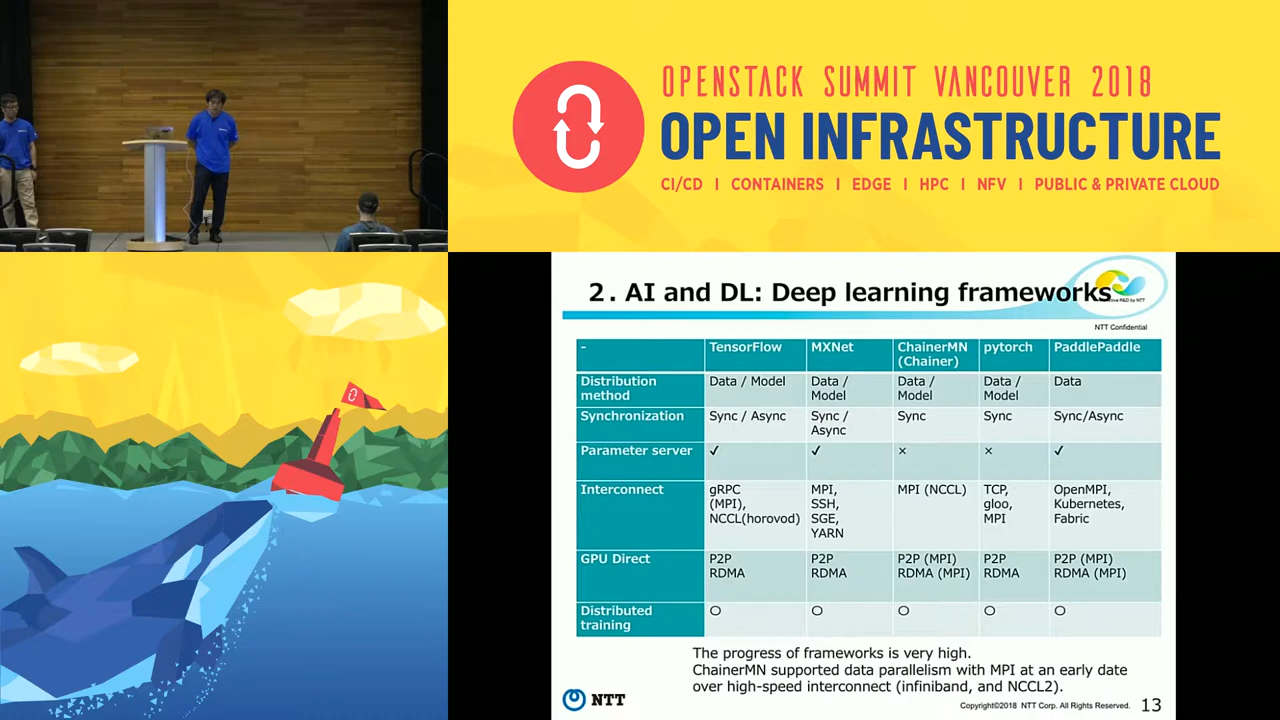 OPENSTACK SUMMIT VANCOUVER 2018
OPEN INFRASTRUCTURE
CI/CD | CONTAINERS | EDGE | HPC | NFV | PUBLIC & PRIVATE CLOUD
2. AI and DL: Deep learning frameworks
R&D by NTT
NTT Confidential
- TensorFlow MXNet ChainerMN (Chainer) pytorch PaddlePaddle
Distribution method Data / Model Data / Model Data / Model Data / Model Data
Synchronization Sync / Async Sync / Async Sync Sync Sync/Async
Parameter server ✓ ✓ × × ✓
Interconnect gRPC (MPI), NCCL(horovod) MPI, SSH, SGE, YARN MPI (NCCL) TCP, gloo, MPI OpenMPI, Kubernetes, Fabric
GPU Direct P2P RDMA P2P RDMA P2P (MPI) RDMA (MPI) P2P RDMA P2P (MPI) RDMA (MPI)
Distributed training ○ ○ ○ ○ ○
The progress of frameworks is very high.
ChainerMN supported data parallelism with MPI at an early date
over high-speed interconnect (infiniband, and NCCL2).
NTT
Copyright©2018 NTT Corp. All Rights Reserved. 13